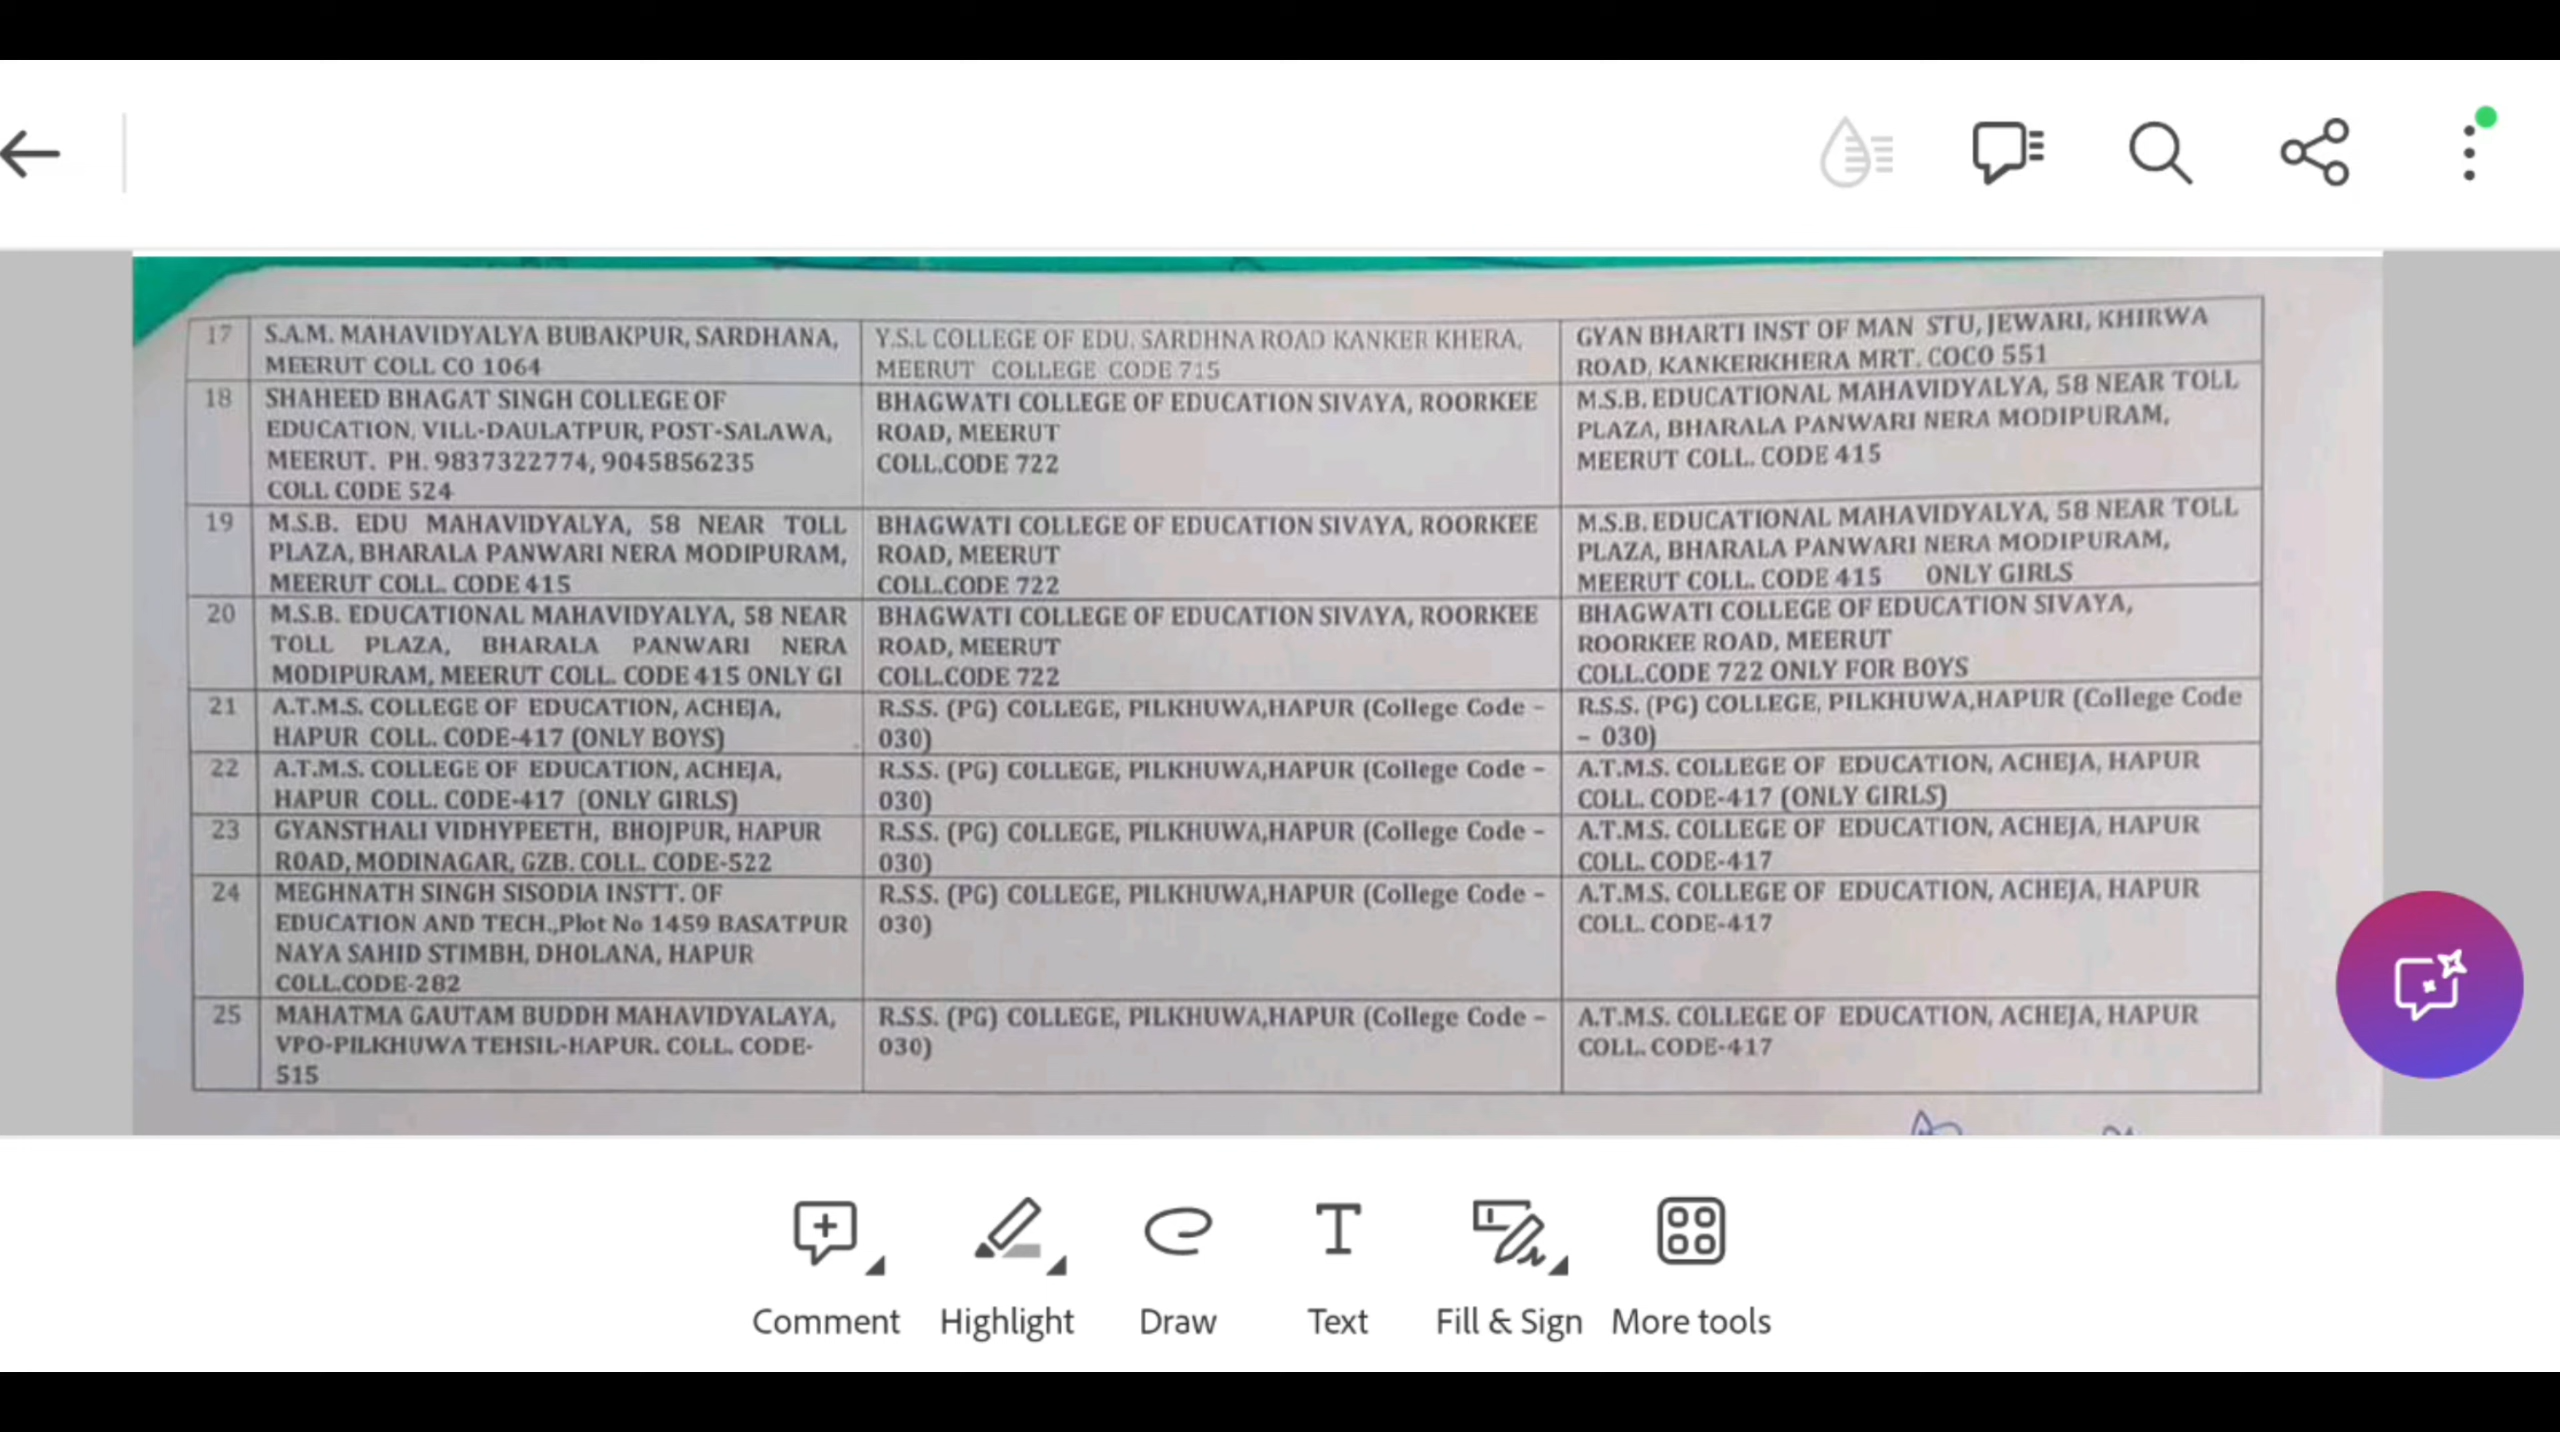 17 S.A.M. MAHAVIDYALYA BUBAKPUR, SARDHANA,
MEERUT COLL CO 1064
Y.S.L COLLEGE OF EDU. SARDHNA ROAD KANKER KHERA,
MEERUT COLLEGE CODE 715
GYAN BHARTI INST OF MAN STU, JEWARI, KHIRWA
ROAD, KANKERKHERA MRT. COCO 551
18 SHAHEED BHAGAT SINGH COLLEGE OF
EDUCATION, VILL-DAULATPUR, POST-SALAWA,
MEERUT. PH. 9837322774, 9045856235
COLL CODE 524
BHAGWATI COLLEGE OF EDUCATION SIVAYA, ROORKEE
ROAD, MEERUT
COLL.CODE 722
M.S.B. EDUCATIONAL MAHAVIDYALYA, 58 NEAR TOLL
PLAZA, BHARALA PANWARI NERA MODIPURAM,
MEERUT COLL. CODE 415
19 M.S.B. EDU MAHAVIDYALYA, 58 NEAR TOLL
PLAZA, BHARALA PANWARI NERA MODIPURAM,
MEERUT COLL. CODE 415
BHAGWATI COLLEGE OF EDUCATION SIVAYA, ROORKEE
ROAD, MEERUT
COLL.CODE 722
M.S.B. EDUCATIONAL MAHAVIDYALYA, 58 NEAR TOLL
PLAZA, BHARALA PANWARI NERA MODIPURAM,
MEERUT COLL. CODE 415 ONLY GIRLS
20 M.S.B. EDUCATIONAL MAHAVIDYALYA, 58 NEAR
TOLL PLAZA, BHARALA PANWARI NERA
MODIPURAM, MEERUT COLL. CODE 415 ONLY GI
BHAGWATI COLLEGE OF EDUCATION SIVAYA, ROORKEE
ROAD, MEERUT
COLL.CODE 722
BHAGWATI COLLEGE OF EDUCATION SIVAYA,
ROORKEE ROAD, MEERUT
COLL.CODE 722 ONLY FOR BOYS
21 A.T.M.S. COLLEGE OF EDUCATION, ACHEJA,
HAPUR COLL. CODE-417 (ONLY BOYS)
R.S.S. (PG) COLLEGE, PILKHUWA,HAPUR (College Code –
030)
R.S.S. (PG) COLLEGE, PILKHUWA,HAPUR (College Code
– 030)
22 A.T.M.S. COLLEGE OF EDUCATION, ACHEJA,
HAPUR COLL. CODE-417 (ONLY GIRLS)
R.S.S. (PG) COLLEGE, PILKHUWA,HAPUR (College Code –
030)
A.T.M.S. COLLEGE OF EDUCATION, ACHEJA, HAPUR
COLL. CODE-417 (ONLY GIRLS)
23 GYANSTHALI VIDHYPEETH, BHOJPUR, HAPUR
ROAD, MODINAGAR, GZB. COLL. CODE-522
R.S.S. (PG) COLLEGE, PILKHUWA,HAPUR (College Code –
030)
A.T.M.S. COLLEGE OF EDUCATION, ACHEJA, HAPUR
COLL. CODE-417
24 MEGHNATH SINGH SISODIA INSTT. OF
EDUCATION AND TECH.,Plot No 1459 BASATPUR
NAYA SAHID STIMBH, DHOLANA, HAPUR
COLL.CODE-282
R.S.S. (PG) COLLEGE, PILKHUWA,HAPUR (College Code –
030)
A.T.M.S. COLLEGE OF EDUCATION, ACHEJA, HAPUR
COLL. CODE-417
25 MAHATMA GAUTAM BUDDH MAHAVIDYALAYA,
VPO-PILKHUWA TEHSIL-HAPUR. COLL. CODE-
515
R.S.S. (PG) COLLEGE, PILKHUWA,HAPUR (College Code –
030)
A.T.M.S. COLLEGE OF EDUCATION, ACHEJA, HAPUR
COLL. CODE-417
Comment Highlight Draw Text Fill & Sign More tools